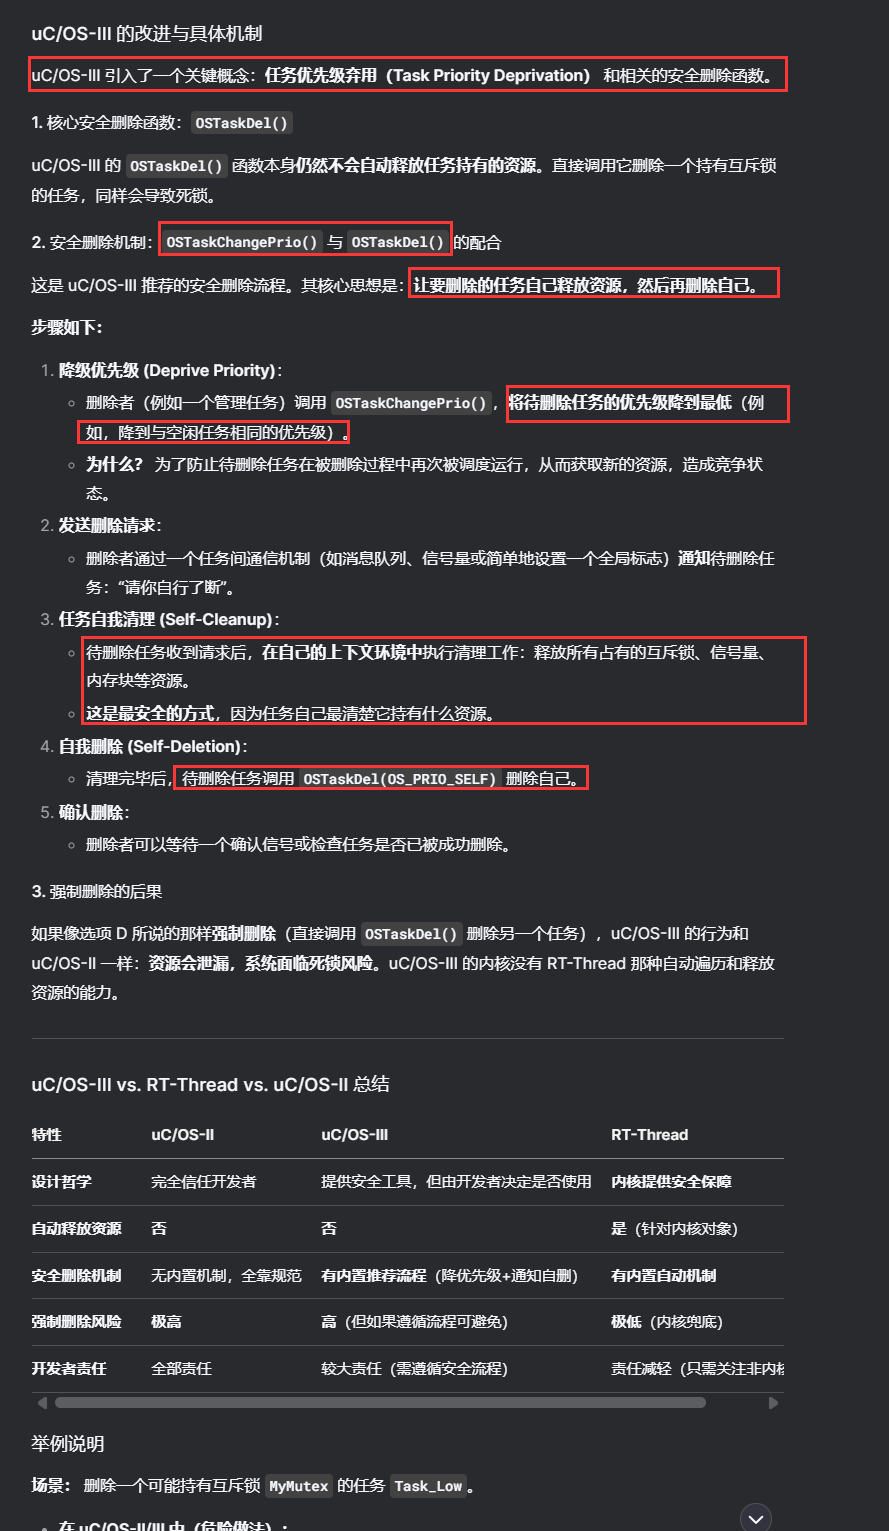 uC/OS-III 的改进与具体机制
uC/OS-III 引入了一个关键概念：任务优先级弃用（Task Priority Deprivation） 和相关的安全删除函数。
1. 核心安全删除函数：OSTaskDel()
uC/OS-III 的 OSTaskDel() 函数本身仍然不会自动释放任务持有的资源。直接调用它删除一个持有互斥锁
的任务，同样会导致死锁。
2. 安全删除机制：OSTaskChangePrio() 与 OSTaskDel() 的配合
这是 uC/OS-III 推荐的安全删除流程。其核心思想是：让要删除的任务自己释放资源，然后再删除自己。
步骤如下：
1. 降级优先级 (Deprive Priority)：
◦ 删除者（例如一个管理任务）调用 OSTaskChangePrio()，将待删除任务的优先级降到最低（例
如，降到与空闲任务相同的优先级）。
◦ 为什么？ 为了防止待删除任务在被删除过程中再次被调度运行，从而获取新的资源，造成竞争状
态。
2. 发送删除请求：
◦ 删除者通过一个任务间通信机制（如消息队列、信号量或简单地设置一个全局标志）通知待删除任
务：“请你自行了断”。
3. 任务自我清理 (Self-Cleanup)：
◦ 待删除任务收到请求后，在自己的上下文环境中执行清理工作：释放所有占有的互斥锁、信号量、
内存块等资源。
◦ 这是最安全的方式，因为任务自己最清楚它持有什么资源。
4. 自我删除 (Self-Deletion)：
◦ 清理完毕后，待删除任务调用 OSTaskDel(OS_PRIO_SELF) 删除自己。
5. 确认删除：
◦ 删除者可以等待一个确认信号或检查任务是否已被成功删除。
3. 强制删除的后果
如果像选项 D 所说的那样强制删除（直接调用 OSTaskDel() 删除另一个任务），uC/OS-III 的行为和
uC/OS-II 一样：资源会泄漏，系统面临死锁风险。uC/OS-III 的内核没有 RT-Thread 那种自动遍历和释放
资源的能力。
uC/OS-III vs. RT-Thread vs. uC/OS-II 总结
特性 uC/OS-II uC/OS-III RT-Thread
设计哲学 完全信任开发者 提供安全工具，但由开发者决定是否使用 内核提供安全保障
自动释放资源 否 否 是（针对内核对象）
安全删除机制 无内置机制，全靠规范 有内置推荐流程（降优先级+通知自删） 有内置自动机制
强制删除风险 极高 高（但如果遵循流程可避免） 极低（内核兜底）
开发者责任 全部责任 较大责任（需遵循安全流程） 责任减轻（只需关注非内核
举例说明
场景： 删除一个可能持有互斥锁 MyMutex 的任务 Task_Low。
• 在 uC/OS-II/III 中（危险做法）：